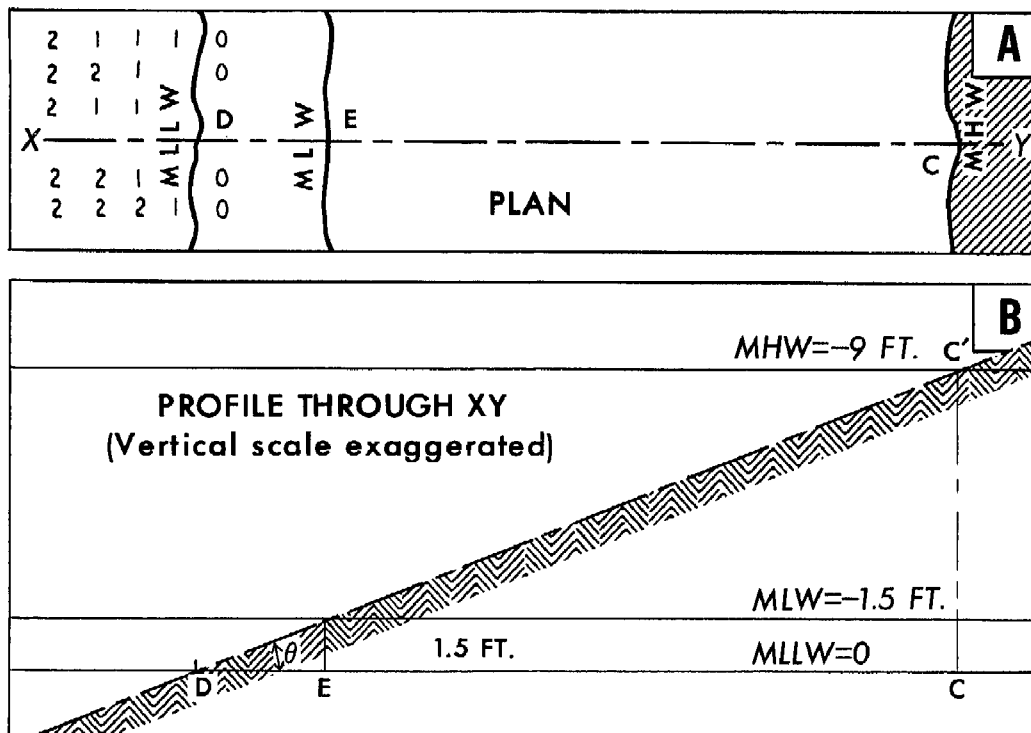 A
2 1 1 1 0
2 2 1 0
2 1 1
MLLW
D
MLW
E
X
C
MHW
Y
2 2 1 0
2 2 2 1 0
PLAN
B
MHW=–9 FT.
C′
PROFILE THROUGH XY
(Vertical scale exaggerated)
MLW=–1.5 FT.
θ
1.5 FT.
MLLW=0
D
E
C